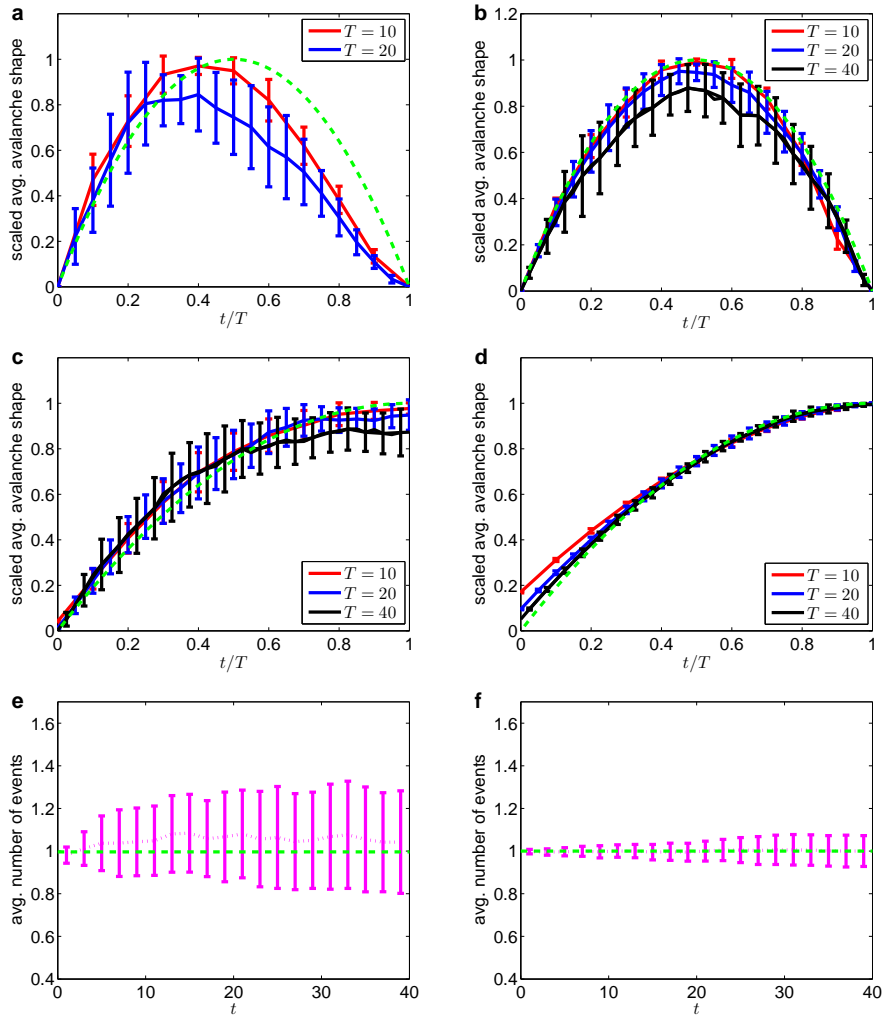 a
scaled avg. avalanche shape
1
0.8
0.6
0.4
0.2
0
0 0.2 0.4 0.6 0.8 1
t/T
T = 10
T = 20
b
scaled avg. avalanche shape
1.2
1
0.8
0.6
0.4
0.2
0
0 0.2 0.4 0.6 0.8 1
t/T
T = 10
T = 20
T = 40
c
scaled avg. avalanche shape
1
0.8
0.6
0.4
0.2
0
0 0.2 0.4 0.6 0.8 1
t/T
T = 10
T = 20
T = 40
d
scaled avg. avalanche shape
1
0.8
0.6
0.4
0.2
0
0 0.2 0.4 0.6 0.8 1
t/T
T = 10
T = 20
T = 40
e
avg. number of events
1.6
1.4
1.2
1
0.8
0.6
0.4
0 10 20 30 40
t
f
avg. number of events
1.6
1.4
1.2
1
0.8
0.6
0.4
0 10 20 30 40
t